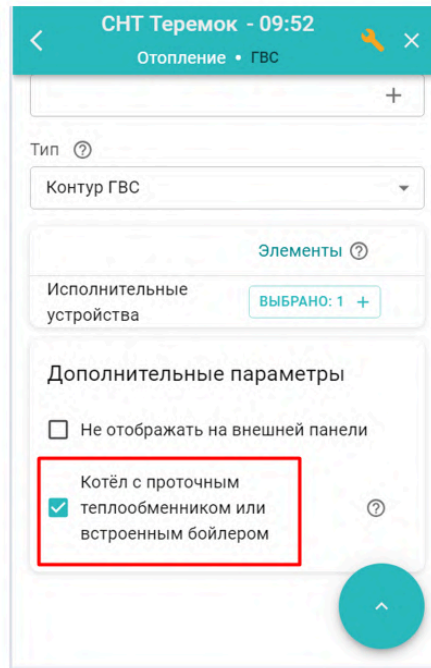 СНТ Теремок - 09:52
Отопление • ГВС
Тип
Контур ГВС
Элементы
Исполнительные
устройства
ВЫБРАНО: 1 +
Дополнительные параметры
Не отображать на внешней панели
Котёл с проточным
теплообменником или
встроенным бойлером